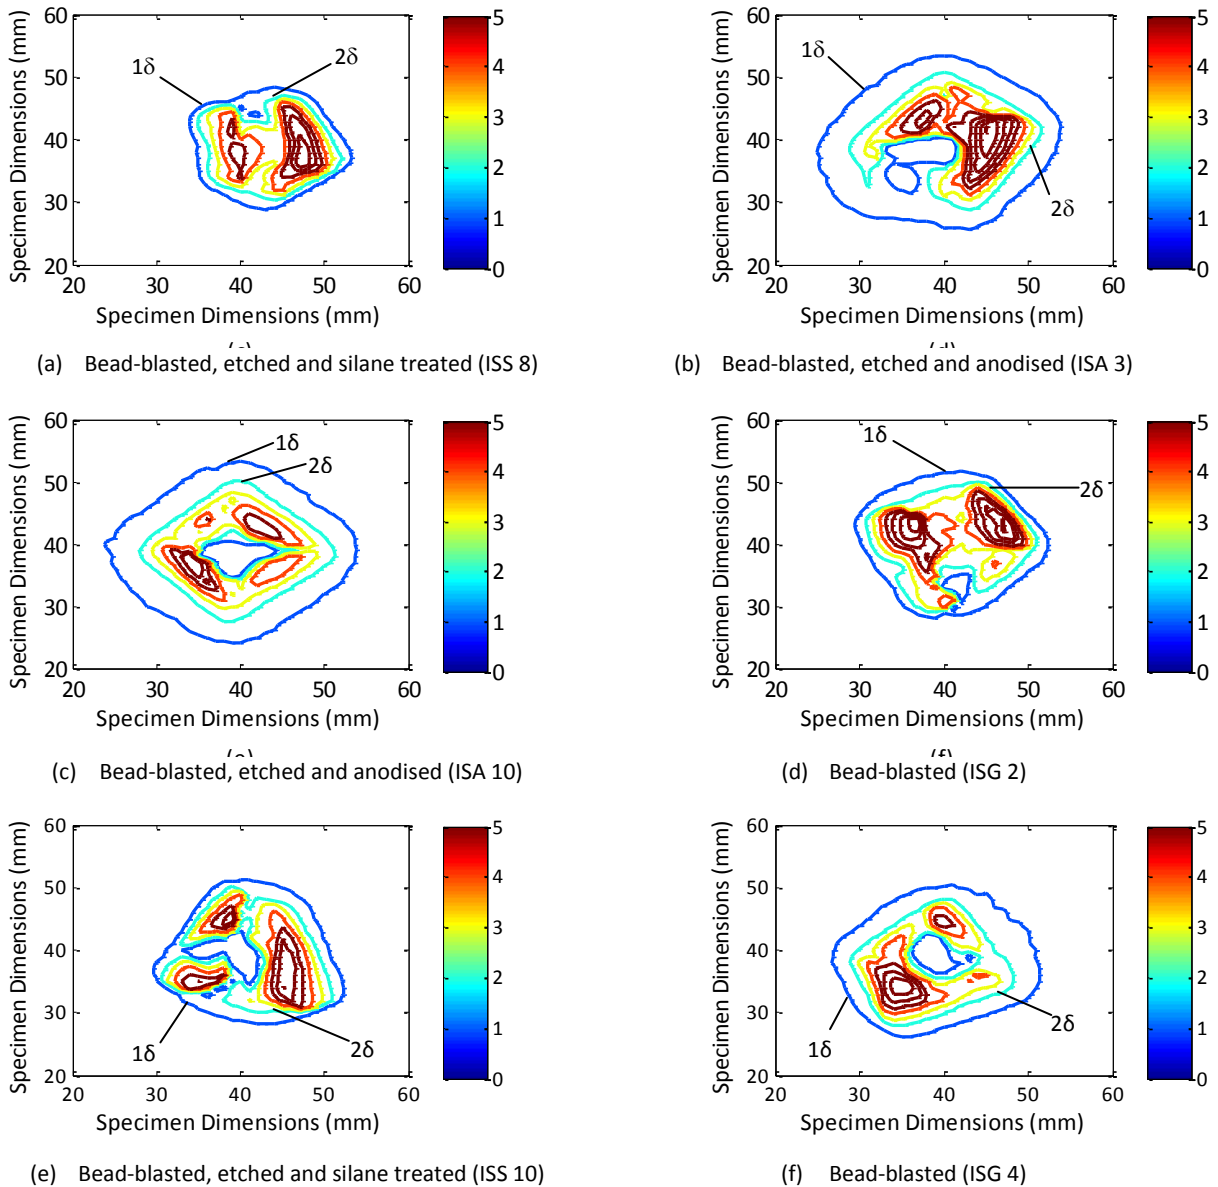 60
50
40
30
20
Specimen Dimensions (mm)
20 30 40 50 60
Specimen Dimensions (mm)
1δ
2δ
5
4
3
2
1
0
(a) Bead-blasted, etched and silane treated (ISS 8)
60
50
40
30
20
Specimen Dimensions (mm)
20 30 40 50 60
Specimen Dimensions (mm)
1δ
2δ
5
4
3
2
1
0
(b) Bead-blasted, etched and anodised (ISA 3)
60
50
40
30
20
Specimen Dimensions (mm)
20 30 40 50 60
Specimen Dimensions (mm)
1δ
2δ
5
4
3
2
1
0
(c) Bead-blasted, etched and anodised (ISA 10)
60
50
40
30
20
Specimen Dimensions (mm)
20 30 40 50 60
Specimen Dimensions (mm)
1δ
2δ
5
4
3
2
1
0
(d) Bead-blasted (ISG 2)
60
50
40
30
20
Specimen Dimensions (mm)
20 30 40 50 60
Specimen Dimensions (mm)
1δ
2δ
5
4
3
2
1
0
(e) Bead-blasted, etched and silane treated (ISS 10)
60
50
40
30
20
Specimen Dimensions (mm)
20 30 40 50 60
Specimen Dimensions (mm)
1δ
2δ
5
4
3
2
1
0
(f) Bead-blasted (ISG 4)